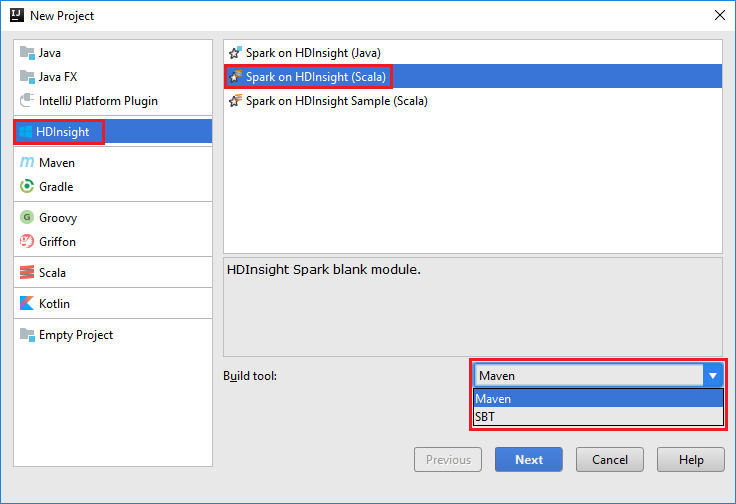 New Project
Java
Java FX
IntelliJ Platform Plugin
HDInsight
Maven
Gradle
Groovy
Griffon
Scala
Kotlin
Empty Project
Spark on HDInsight (Java)
Spark on HDInsight (Scala)
Spark on HDInsight Sample (Scala)
HDInsight Spark blank module.
Build tool:
Maven
Maven
SBT
Previous
Next
Cancel
Help